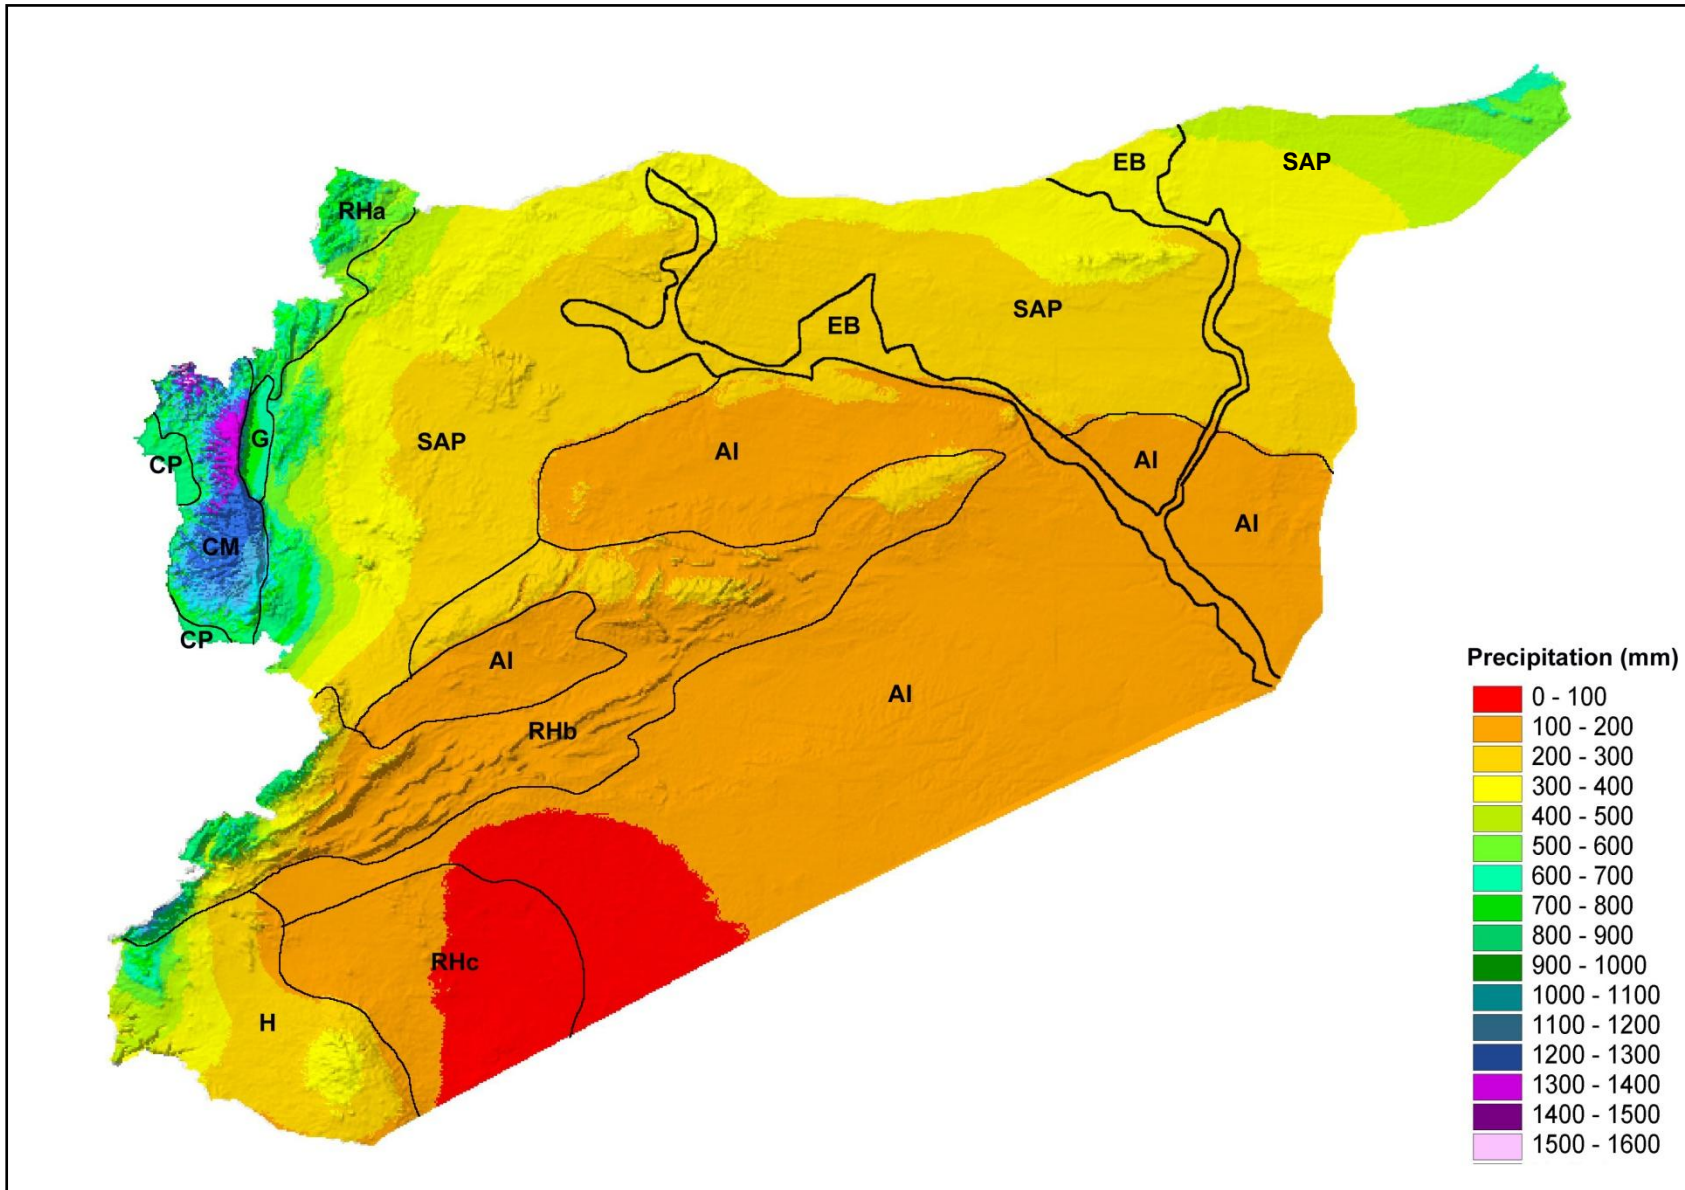 EB
SAP
RHa
SAP
EB
SAP
G
AI
CP
AI
AI
CM
CP
AI
AI
RHb
RHc
H
Precipitation (mm)
0 - 100
100 - 200
200 - 300
300 - 400
400 - 500
500 - 600
600 - 700
700 - 800
800 - 900
900 - 1000
1000 - 1100
1100 - 1200
1200 - 1300
1300 - 1400
1400 - 1500
1500 - 1600